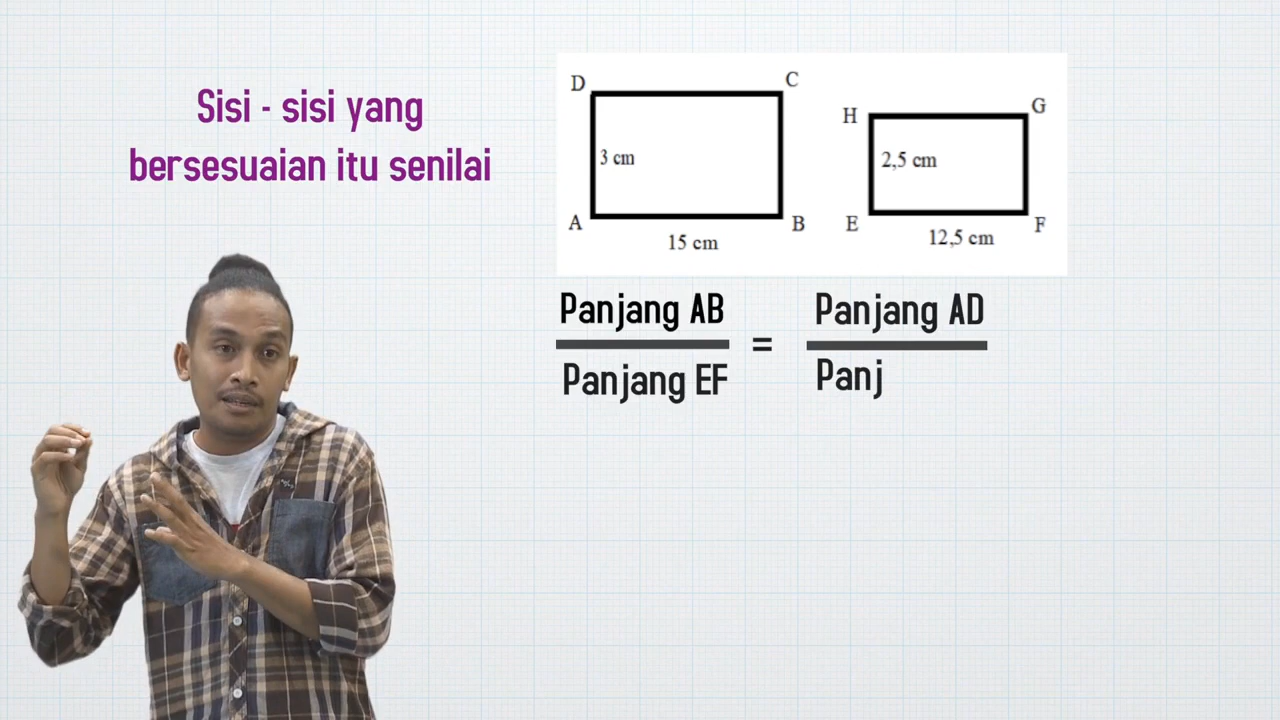 Sisi - sisi yang
bersesuaian itu senilai
D
C
3 cm
A
B
15 cm
H
G
2,5 cm
E
F
12,5 cm
Panjang AB
Panjang EF
=
Panjang AD
Panj